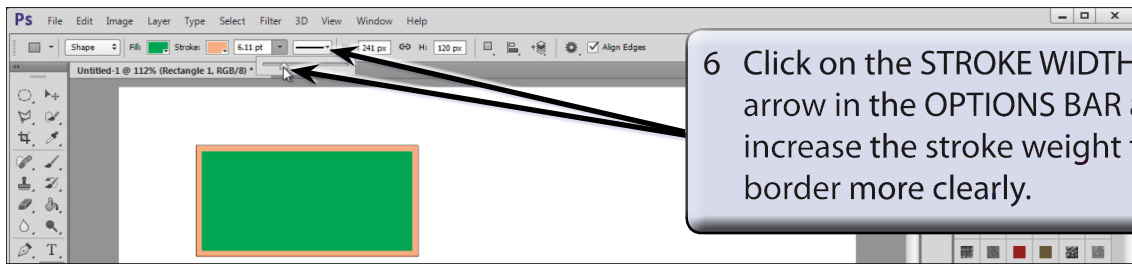 Ps File Edit Image Layer Type Select Filter 3D View Window Help
Shape Fill: Stroke: 6.11 pt 241 px H: 120 px Align Edges
Untitled-1 @ 112% (Rectangle 1, RGB/8) *
6 Click on the STROKE WIDTH
arrow in the OPTIONS BAR
increase the stroke weight
border more clearly.
T